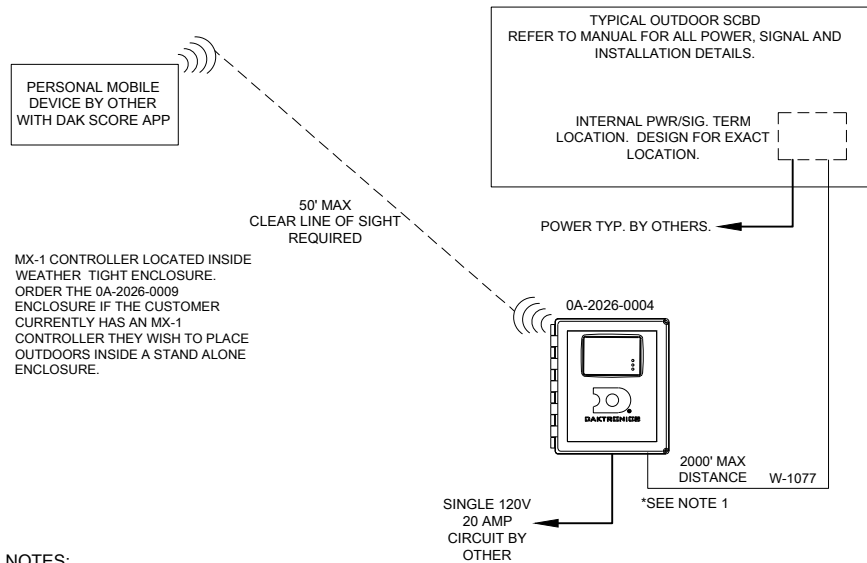 TYPICAL OUTDOOR SCBD
REFER TO MANUAL FOR ALL POWER, SIGNAL AND
INSTALLATION DETAILS.
PERSONAL MOBILE
DEVICE BY OTHER
WITH DAK SCORE APP
INTERNAL PWR/SIG. TERM
LOCATION. DESIGN FOR EXACT
LOCATION.
50' MAX
CLEAR LINE OF SIGHT
REQUIRED
POWER TYP. BY OTHERS.
MX-1 CONTROLLER LOCATED INSIDE
WEATHER TIGHT ENCLOSURE.
ORDER THE 0A-2026-0009
ENCLOSURE IF THE CUSTOMER
CURRENTLY HAS AN MX-1
CONTROLLER THEY WISH TO PLACE
OUTDOORS INSIDE A STAND ALONE
ENCLOSURE.
0A-2026-0004
DAKTRONICS
2000' MAX
DISTANCE W-1077
*SEE NOTE 1
SINGLE 120V
20 AMP
CIRCUIT BY
OTHER
NOTES: